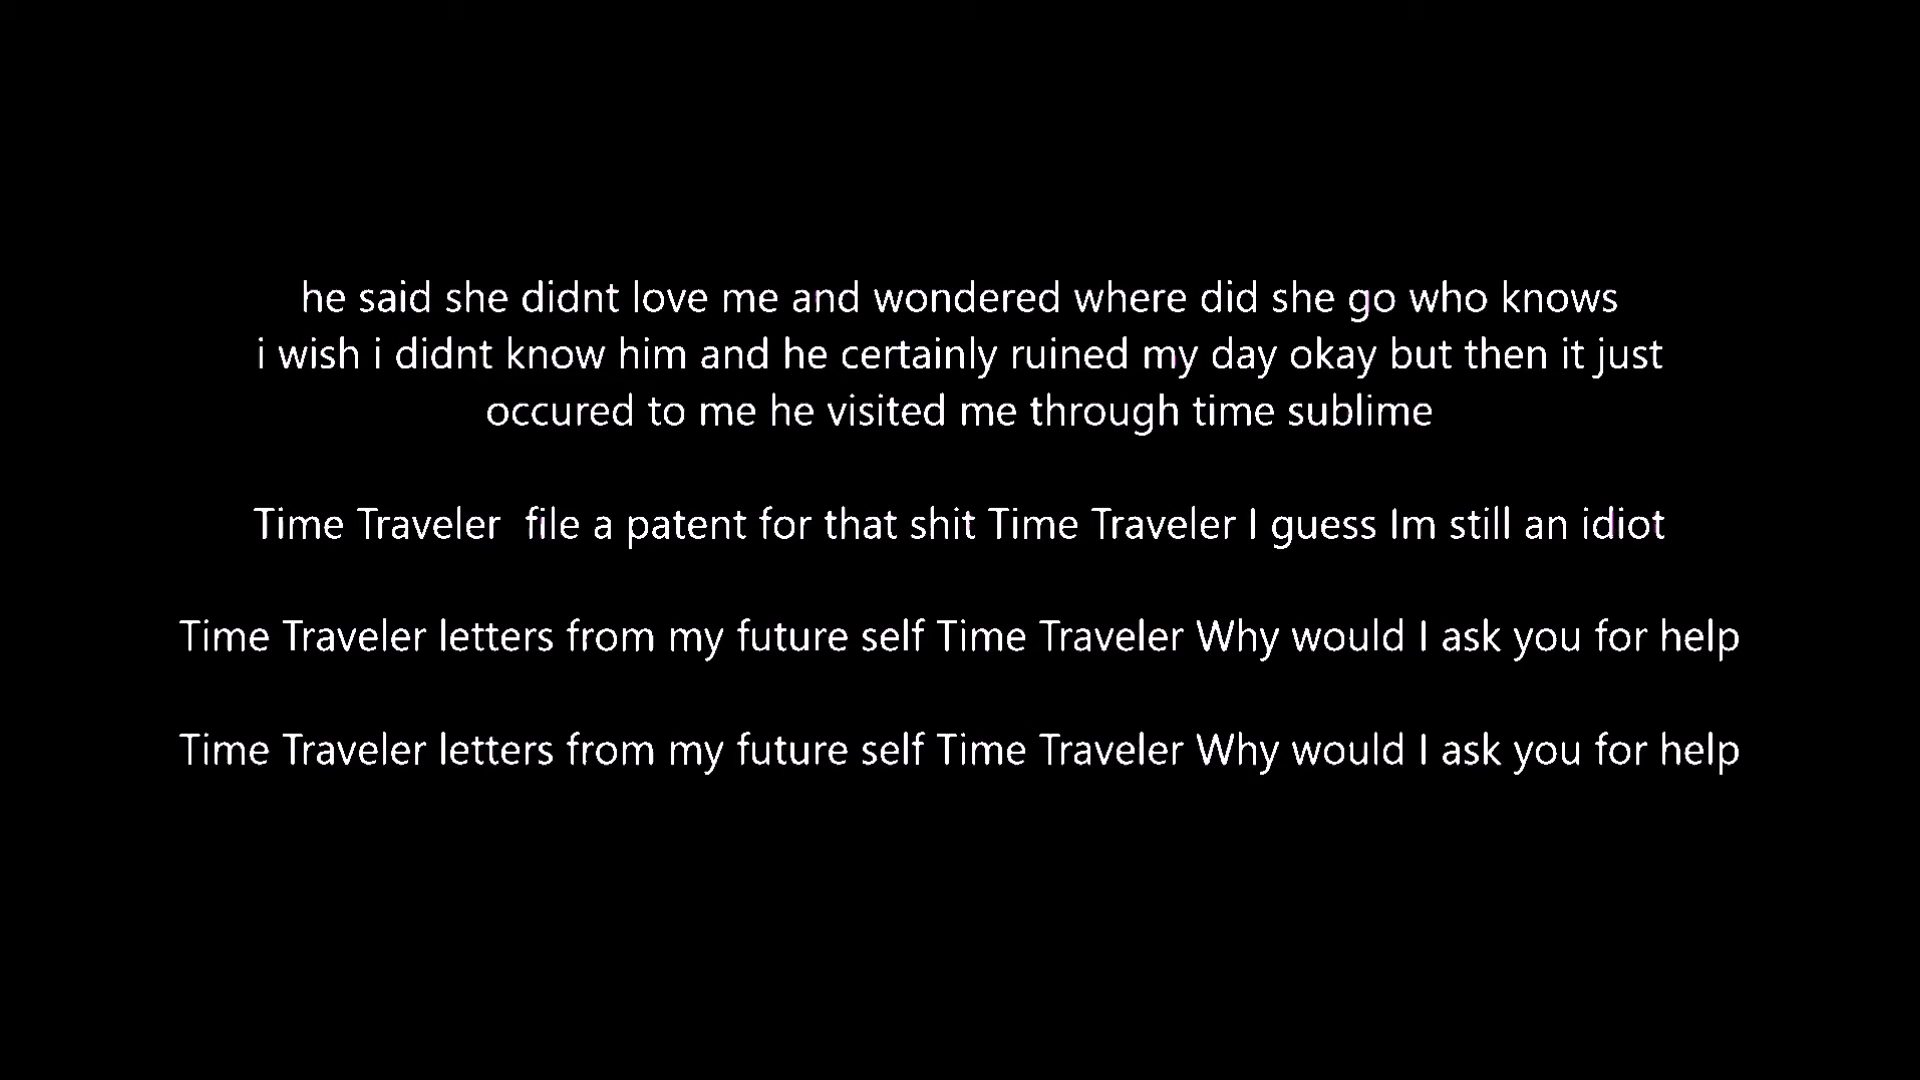 he said she didnt love me and wondered where did she go who knows
i wish i didnt know him and he certainly ruined my day okay but then it just
occured to me he visited me through time sublime
Time Traveler  file a patent for that shit Time Traveler I guess Im still an idiot
Time Traveler letters from my future self Time Traveler Why would I ask you for help
Time Traveler letters from my future self Time Traveler Why would I ask you for help